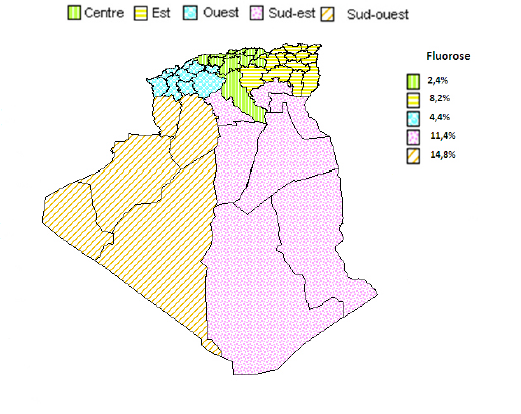 Centre Est Ouest Sud-est Sud-ouest
Fluorose
2,4%
8,2%
4,4%
11,4%
14,8%